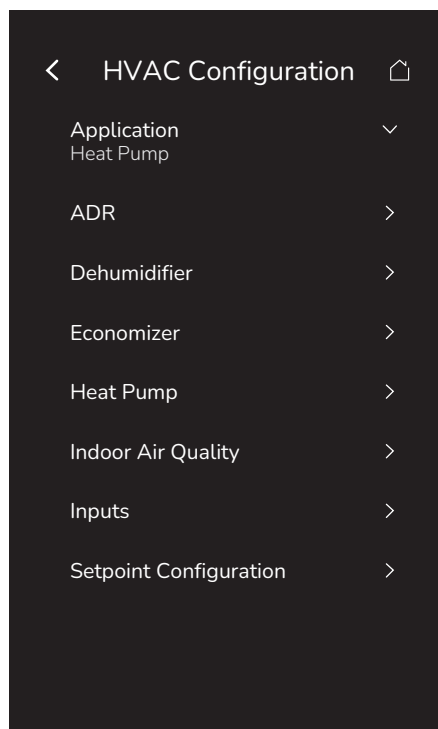 HVAC Configuration
Application
Heat Pump
ADR
Dehumidifier
Economizer
Heat Pump
Indoor Air Quality
Inputs
Setpoint Configuration